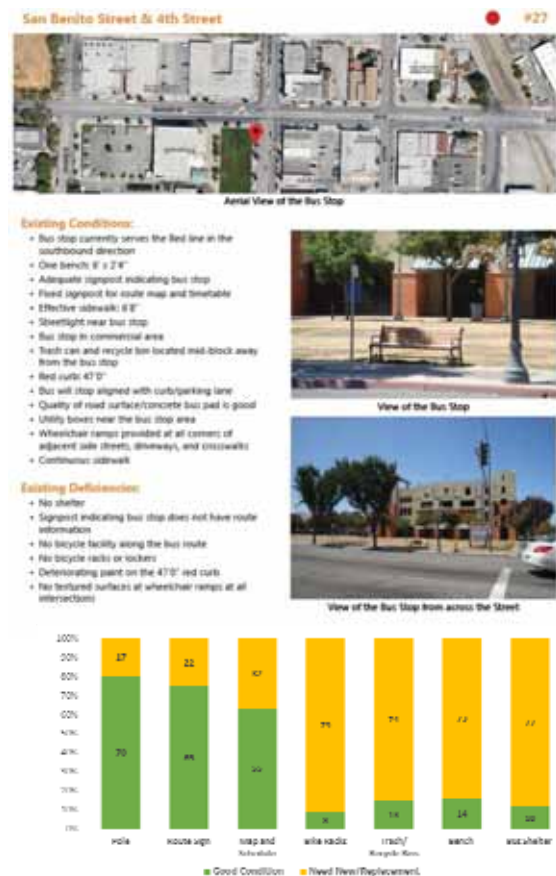 San Benito Street & 4th Street
#27
Aerial View of the Bus Stop
Existing Conditions:
+ Bus stop currently serves the Red line in the
southbound direction
+ One bench: 6' x 2'4"
+ Adequate signpost indicating bus stop
+ Fixed signpost for route map and timetable
+ Effective sidewalk: 6'8"
+ Streetlight near bus stop
+ Bus stop in commercial area
+ Trash can and recycle bin located mid-block away
from the bus stop
+ Red curb: 47'0"
+ Bus will stop aligned with curb/parking lane
+ Quality of road surface/concrete bus pad is good
+ Utility boxes near the bus stop area
+ Wheelchair ramps provided at all corners of
adjacent side streets, driveways, and crosswalks
+ Continuous sidewalk
View of the Bus Stop
Existing Deficiencies:
+ No shelter
+ Signpost indicating bus stop does not have route
information
+ No bicycle facility along the bus route
+ No bicycle racks or lockers
+ Deteriorating paint on the 47'0" red curb
+ No textured surfaces at wheelchair ramps at all
intersections
View of the Bus Stop from across the Street
100%
90%
80%
70%
60%
50%
40%
30%
20%
10%
0%
17
22
32
74
73
77
70
55
8
14
10
Pole
Route Sign
Map and
Schedule
Bike Racks
Trash/
Recycle Bins
Bench
Bus Shelter
Good Condition
Need New/Replacement